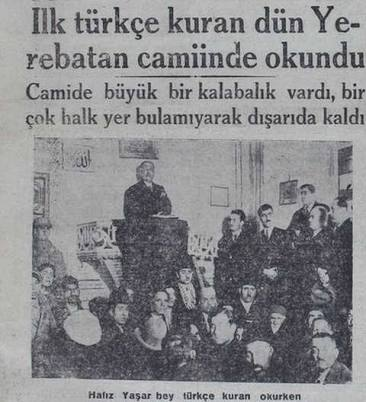 Ilk türkçe kuran dün Ye-
rebatan camiinde okundu
Camide büyük bir kalabalık vardı, bir
çok halk yer bulamıyarak dışarıda kaldı
Hafız Yaşar bey türkçe kuran okurken